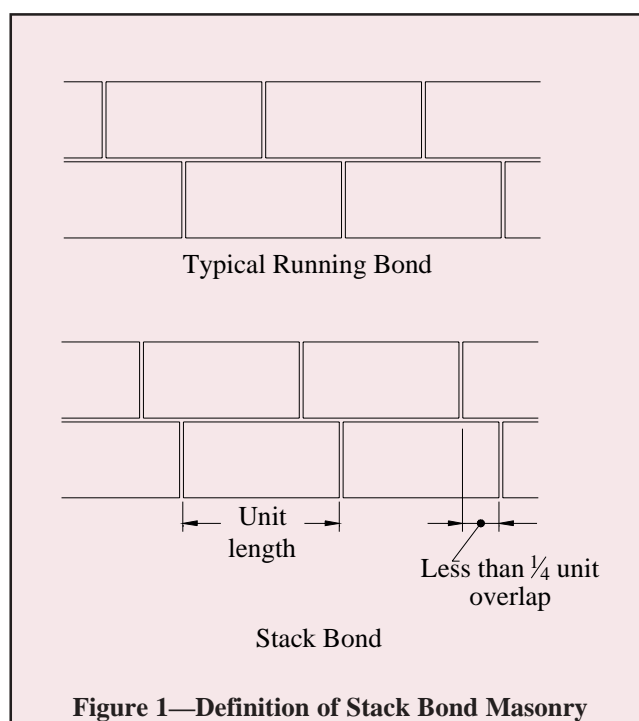 Typical Running Bond
Unit
length
Less than ¼ unit
overlap
Stack Bond
Figure 1—Definition of Stack Bond Masonry